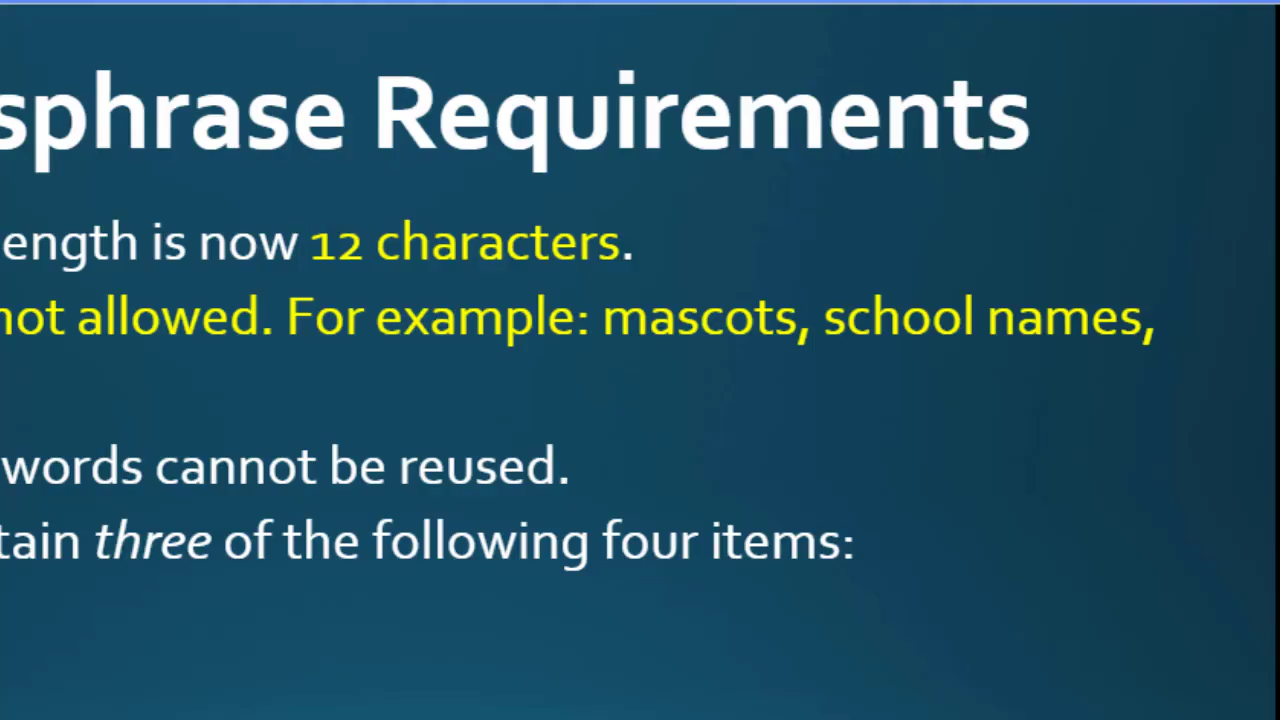 sphrase Requirements
ength is now 12 characters.
not allowed. For example: mascots, school names,
words cannot be reused.
tain three of the following four items: